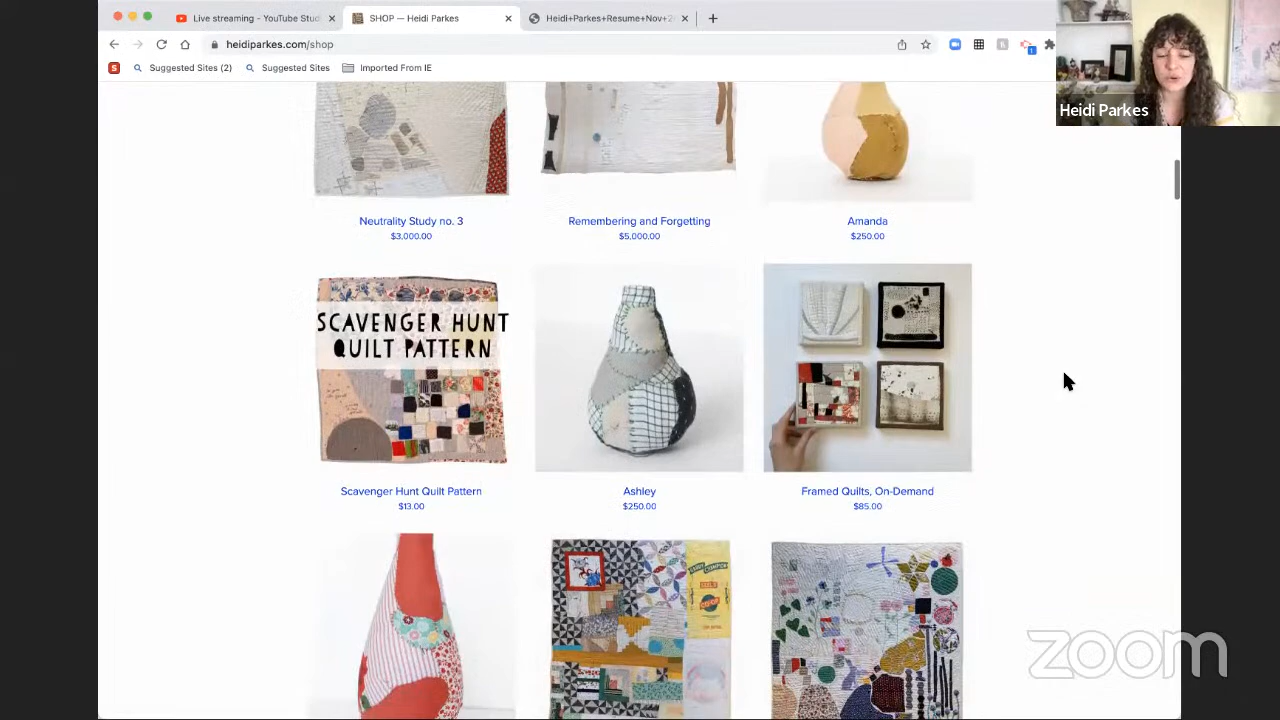 Live streaming - YouTube Stud
SHOP — Heidi Parkes
Heidi+Parkes+Resume+Nov+2
heidiparkes.com/shop
S
Suggested Sites (2)
Suggested Sites
Imported From IE
1
Heidi Parkes
Neutrality Study no. 3
$3,000.00
Remembering and Forgetting
$5,000.00
Amanda
$250.00
SCAVENGER HUNT
QUILT PATTERN
Scavenger Hunt Quilt Pattern
$13.00
Ashley
$250.00
Framed Quilts, On-Demand
$85.00
zoom